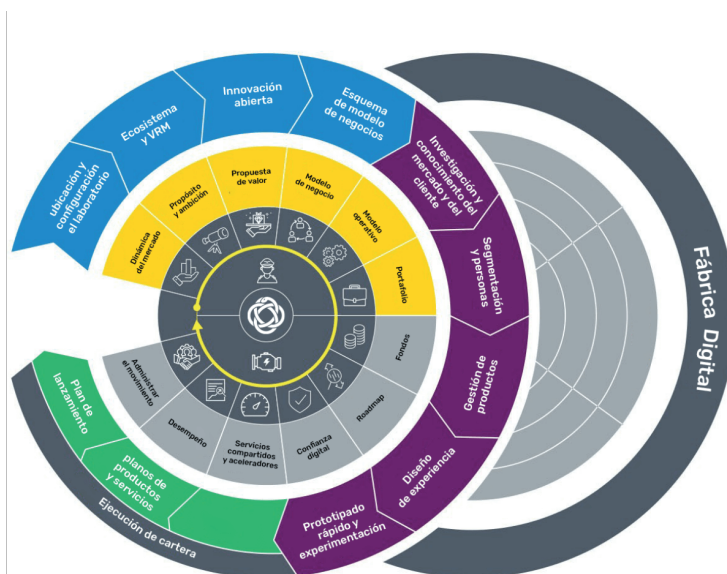 ubicación y
configuración
el laboratorio
Ecosistema
y VRM
Innovación
abierta
Esquema
de modelo
de negocios
Investigación y
conocimiento del
mercado y del
cliente
Segmentación
y personas
Gestión de
productos
Diseño
de experiencia
Prototipado
rápido y
experimentación
planos de
productos
y servicios
Plan de
lanzamiento
Ejecución de cartera
Dinámica
del mercado
Propósito
y ambición
Propuesta
de valor
Modelo
de negocio
Modelo
operativo
Portafolio
Fondos
Roadmap
Confianza
digital
Servicios
compartidos
y aceleradores
Desempeño
Administrar
el movimiento
Fábrica Digital